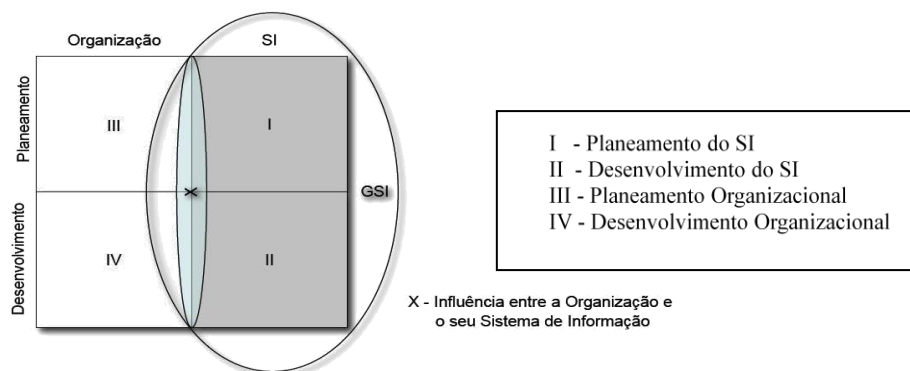 Organização
SI
Planeamento
III
I
X
GSI
Desenvolvimento
IV
II
I - Planeamento do SI
II - Desenvolvimento do SI
III - Planeamento Organizacional
IV - Desenvolvimento Organizacional
X - Influência entre a Organização e
o seu Sistema de Informação